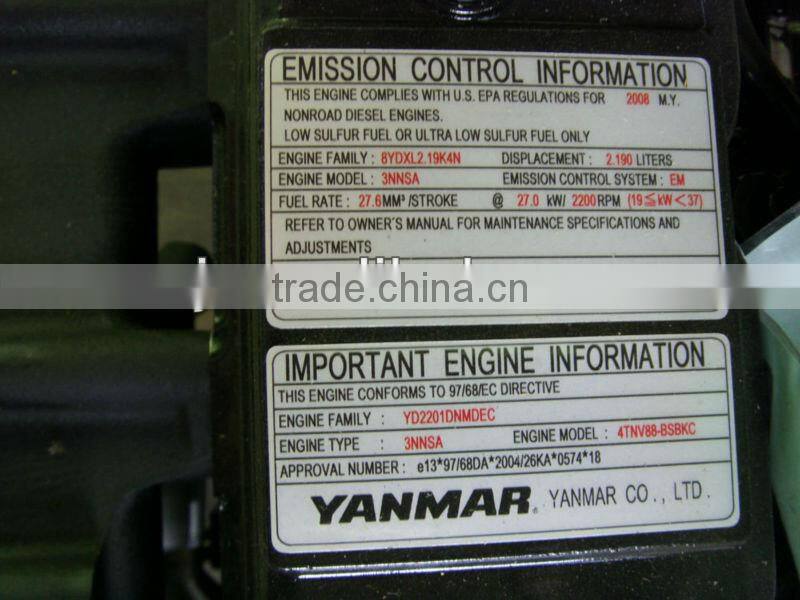 EMISSION CONTROL INFORMATION
THIS ENGINE COMPLIES WITH U.S. EPA REGULATIONS FOR 2008 M.Y.
NONROAD DIESEL ENGINES.
LOW SULFUR FUEL OR ULTRA LOW SULFUR FUEL ONLY
ENGINE FAMILY : 8YDXL2.19K4N DISPLACEMENT : 2.190 LITERS
ENGINE MODEL : 3NNSA EMISSION CONTROL SYSTEM : EM
FUEL RATE : 27.6MM³/STROKE @ 27.0 kW/ 2200RPM (19≦kW<37)
REFER TO OWNER'S MANUAL FOR MAINTENANCE SPECIFICATIONS AND
ADJUSTMENTS
trade.china.cn
IMPORTANT ENGINE INFORMATION
THIS ENGINE CONFORMS TO 97/68/EC DIRECTIVE
ENGINE FAMILY : YD2201DNMDEC
ENGINE TYPE : 3NNSA ENGINE MODEL : 4TNV88-BSBKC
APPROVAL NUMBER : e13*97/68DA*2004/26KA*0574*18
YANMAR. YANMAR CO., LTD.